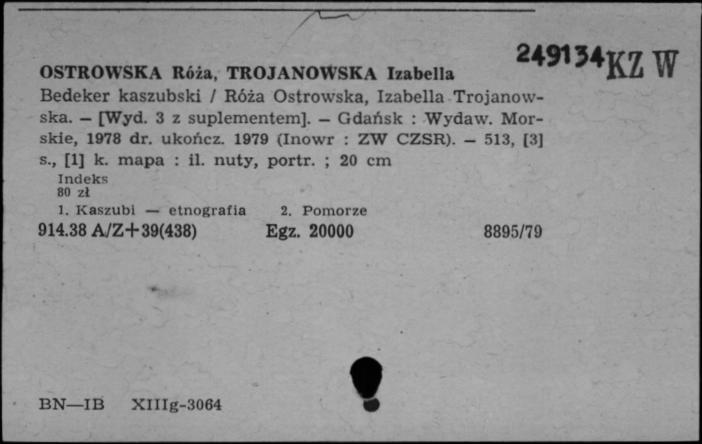 249134 KZ W
OSTROWSKA Róża, TROJANOWSKA Izabella
Bedeker kaszubski / Róża Ostrowska, Izabella Trojanow-
ska. — [Wyd. 3 z suplementem]. — Gdańsk : Wydaw. Mor-
skie, 1978 dr. ukończ. 1979 (Inowr : ZW CZSR). — 513, [3]
s., [1] k. mapa : il. nuty, portr. ; 20 cm
Indeks
80 zł
1. Kaszubi — etnografia 2. Pomorze
914.38 A/Z+39(438) Egz. 20000 8895/79
BN—IB XIIIg-3064